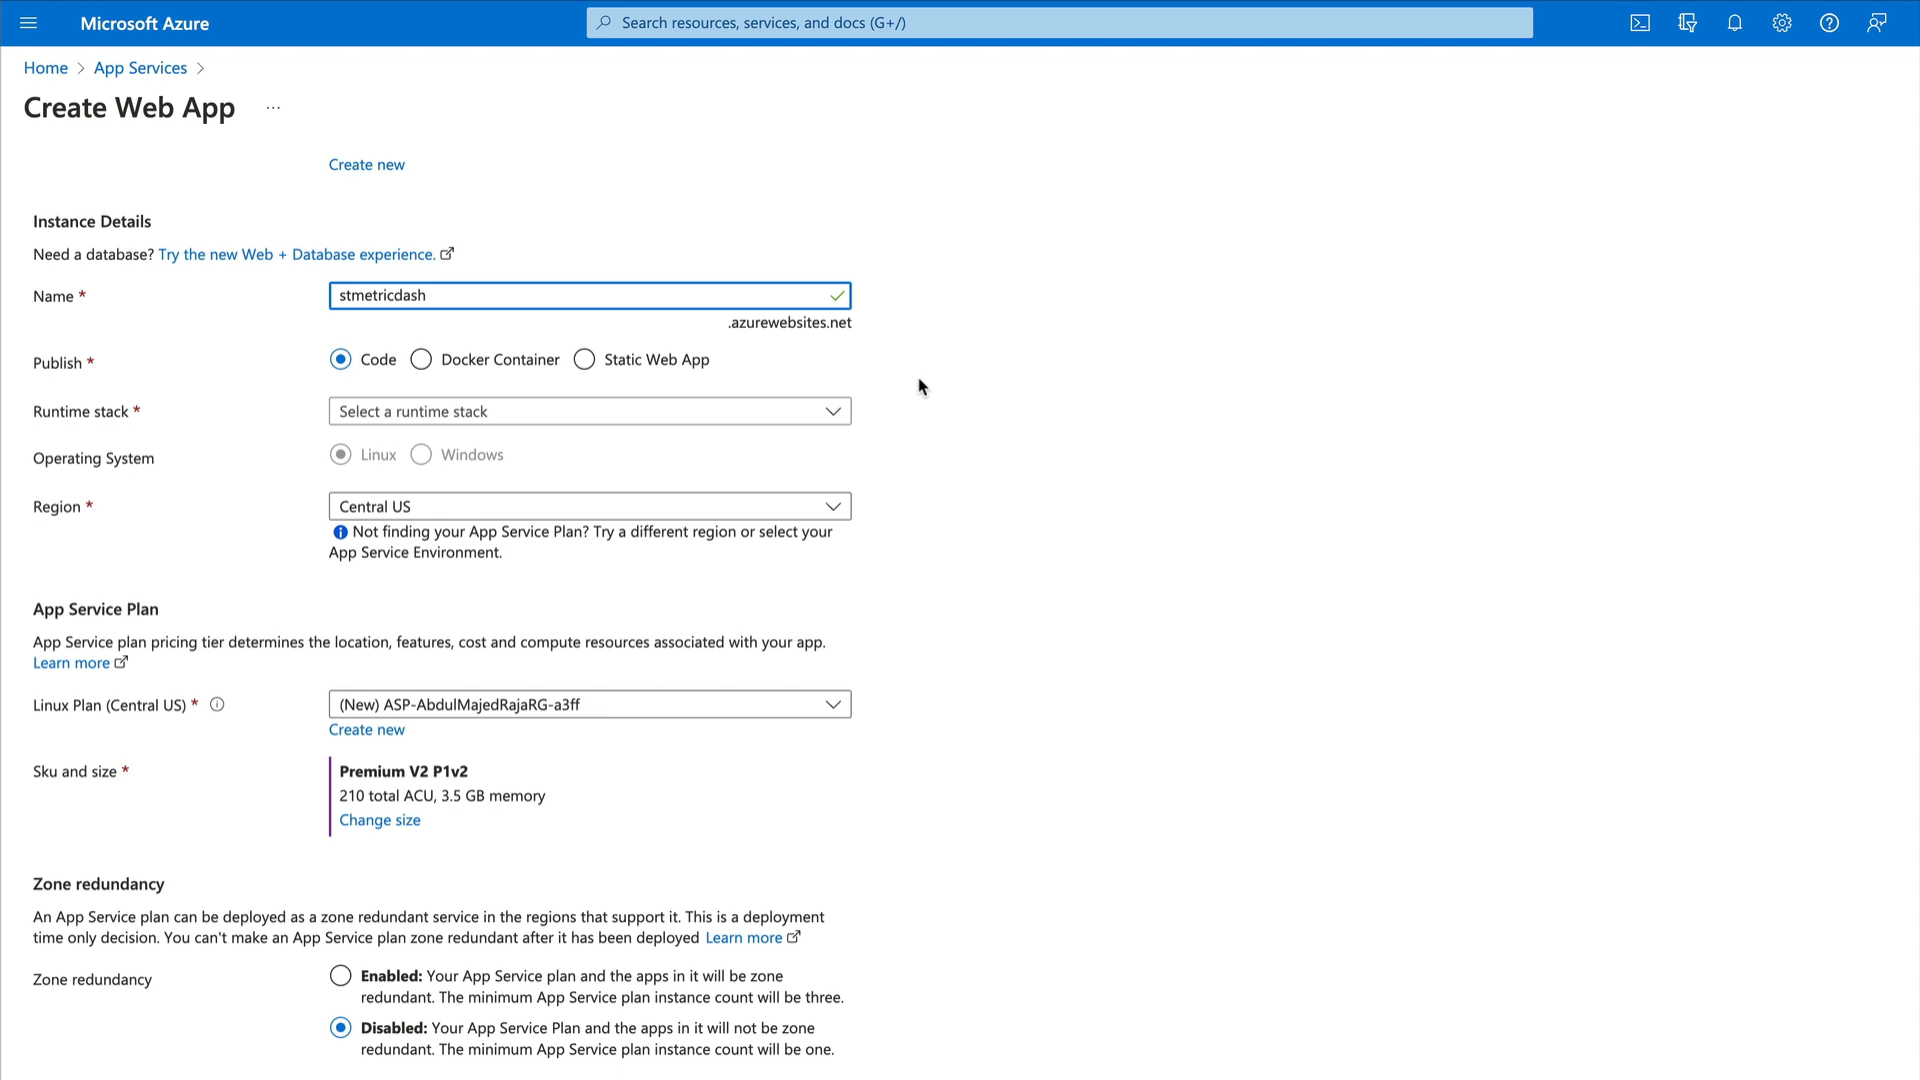 Microsoft Azure
Search resources, services, and docs (G+/)
Home > App Services >
Create Web App ...
Create new
Instance Details
Need a database? Try the new Web + Database experience.
Name *
stmetricdash
.azurewebsites.net
Publish *
Code Docker Container Static Web App
Runtime stack *
Select a runtime stack
Operating System
Linux Windows
Region *
Central US
Not finding your App Service Plan? Try a different region or select your
App Service Environment.
App Service Plan
App Service plan pricing tier determines the location, features, cost and compute resources associated with your app.
Learn more
Linux Plan (Central US) *
(New) ASP-AbdulMajedRajaRG-a3ff
Create new
Sku and size *
Premium V2 P1v2
210 total ACU, 3.5 GB memory
Change size
Zone redundancy
An App Service plan can be deployed as a zone redundant service in the regions that support it. This is a deployment
time only decision. You can't make an App Service plan zone redundant after it has been deployed Learn more
Zone redundancy
Enabled: Your App Service plan and the apps in it will be zone
redundant. The minimum App Service plan instance count will be three.
Disabled: Your App Service Plan and the apps in it will not be zone
redundant. The minimum App Service plan instance count will be one.